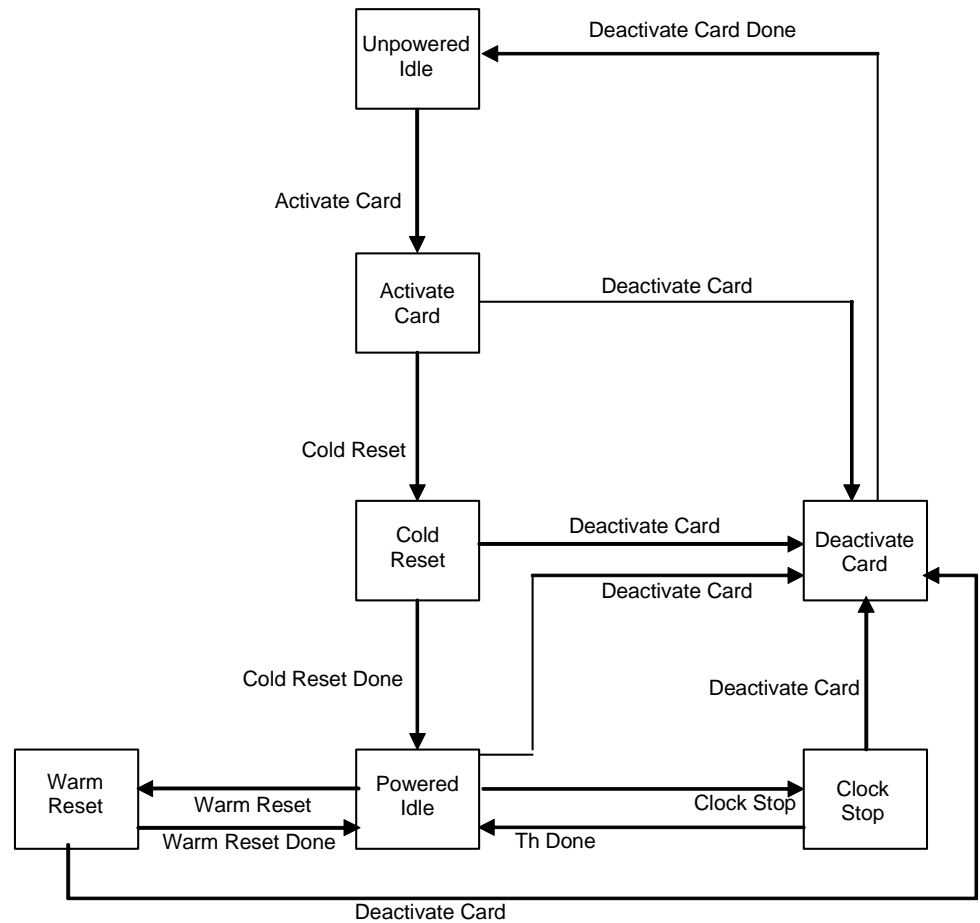 Deactivate Card Done
Unpowered
Idle
Activate Card
Activate
Card
Deactivate Card
Cold Reset
Cold
Reset
Deactivate Card
Deactivate
Card
Deactivate Card
Cold Reset Done
Deactivate Card
Warm
Reset
Warm Reset
Warm Reset Done
Powered
Idle
Clock Stop
Th Done
Clock
Stop
Deactivate Card